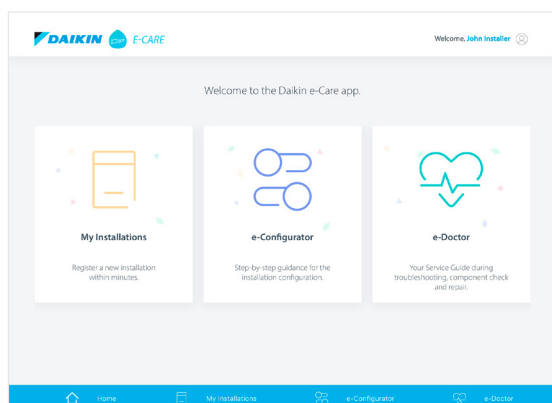 DAIKIN E-CARE
Welcome, John Installer
Welcome to the Daikin e-Care app.
My Installations
Register a new installation
within minutes.
e-Configurator
Step-by-step guidance for the
installation configuration.
e-Doctor
Your Service Guide during
troubleshooting, component check
and repair.
Home My Installations e-Configurator e-Doctor